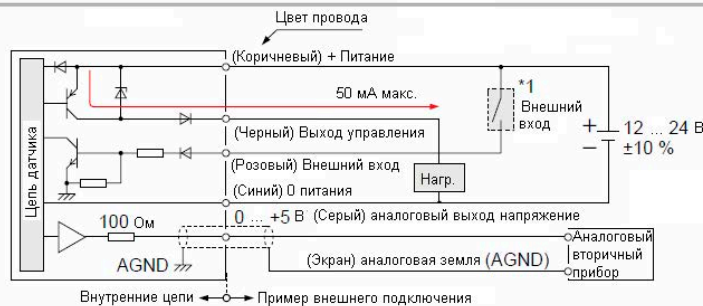 Цвет провода
(Коричневый) + Питание
50 мА макс.
*1
Внешний
вход
+
12 ... 24 В
−
±10 %
(Черный) Выход управления
(Розовый) Внешний вход
Нагр.
(Синий) 0 питания
Цепь датчика
100 Ом
0 ... +5 В (Серый) аналоговый выход напряжение
AGND
(Экран) аналоговая земля (AGND)
Аналоговый
вторичный
прибор
Внутренние цепи
Пример внешнего подключения